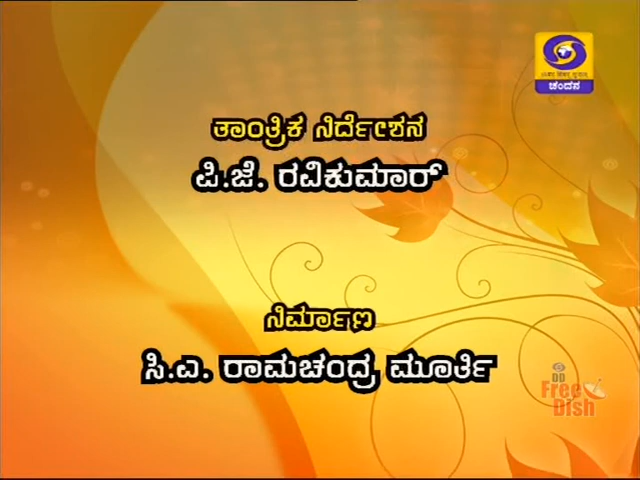 ಚಂದನ
ತಾಂತ್ರಿಕ ನಿರ್ದೇಶನ
ಪಿ.ಜೆ. ರವಿಕುಮಾರ್
ನಿರ್ಮಾಣ
ಸಿ.ಎ. ರಾಮಚಂದ್ರ ಮೂರ್ತಿ
DD
Free
Dish